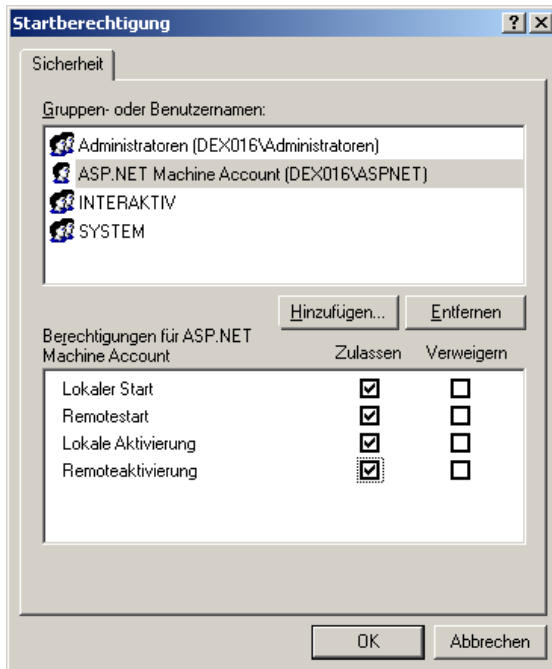 Startberechtigung
Sicherheit
Gruppen- oder Benutzernamen:
Administratoren (DEX016\Administratoren)
ASP.NET Machine Account (DEX016\ASPNET)
INTERAKTIV
SYSTEM
Hinzufügen... Entfernen
Berechtigungen für ASP.NET
Machine Account Zulassen Verweigern
Lokaler Start
Remotestart
Lokale Aktivierung
Remoteaktivierung
OK Abbrechen